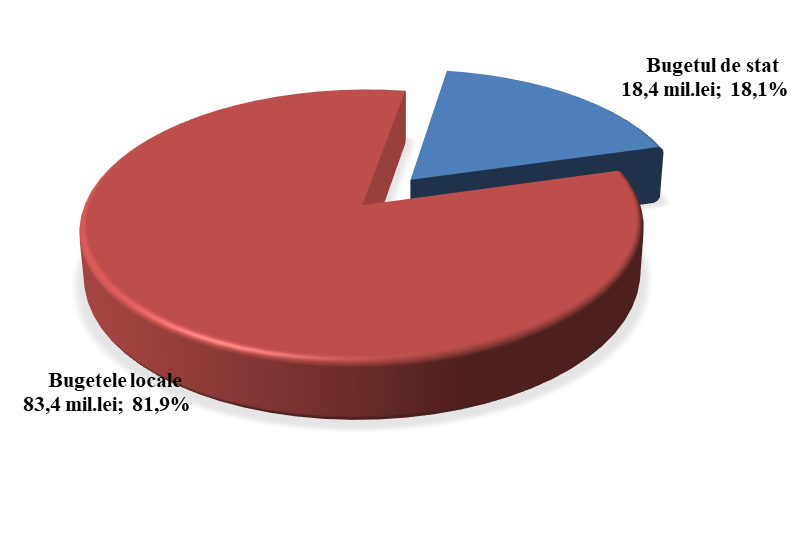 Bugetul de stat
18,4 mil.lei; 18,1%
Bugetele locale
83,4 mil.lei; 81,9%